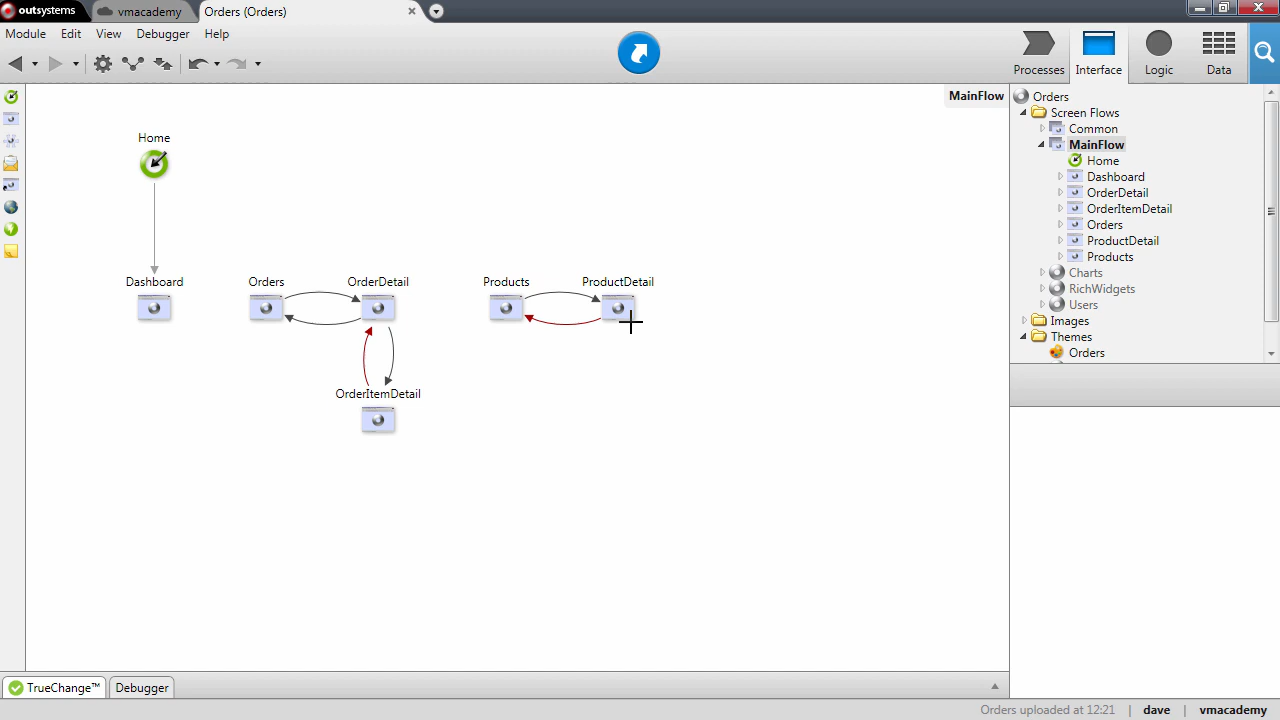 outsystems
vmacademy
Orders (Orders)
Module Edit View Debugger Help
Processes Interface Logic Data
MainFlow
Home
Dashboard
Orders
OrderDetail
Products
ProductDetail
OrderItemDetail
Orders
Screen Flows
Common
MainFlow
Home
Dashboard
OrderDetail
OrderItemDetail
Orders
ProductDetail
Products
Charts
RichWidgets
Users
Images
Themes
Orders
TrueChange™ Debugger
Orders uploaded at 12:21 | dave | vmacademy